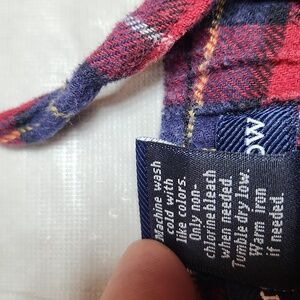 Machine wash
cold with
like colors.
Only non-
chlorine bleach
when needed.
Tumble dry low.
Warm iron
if needed.